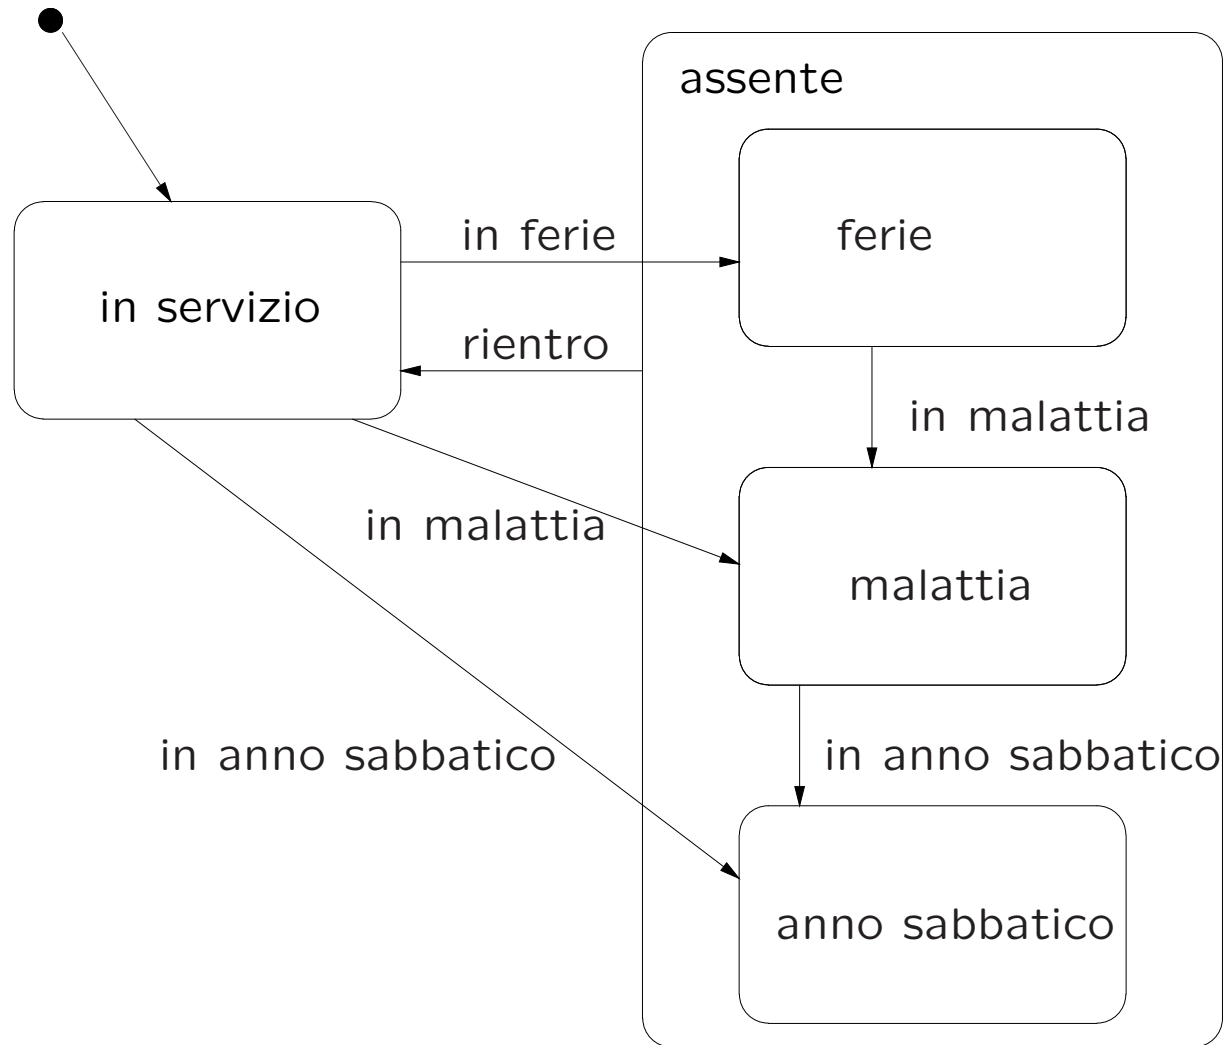 assente
in ferie
ferie
in servizio
rientro
in malattia
in malattia
malattia
in anno sabbatico
in anno sabbatico
anno sabbatico